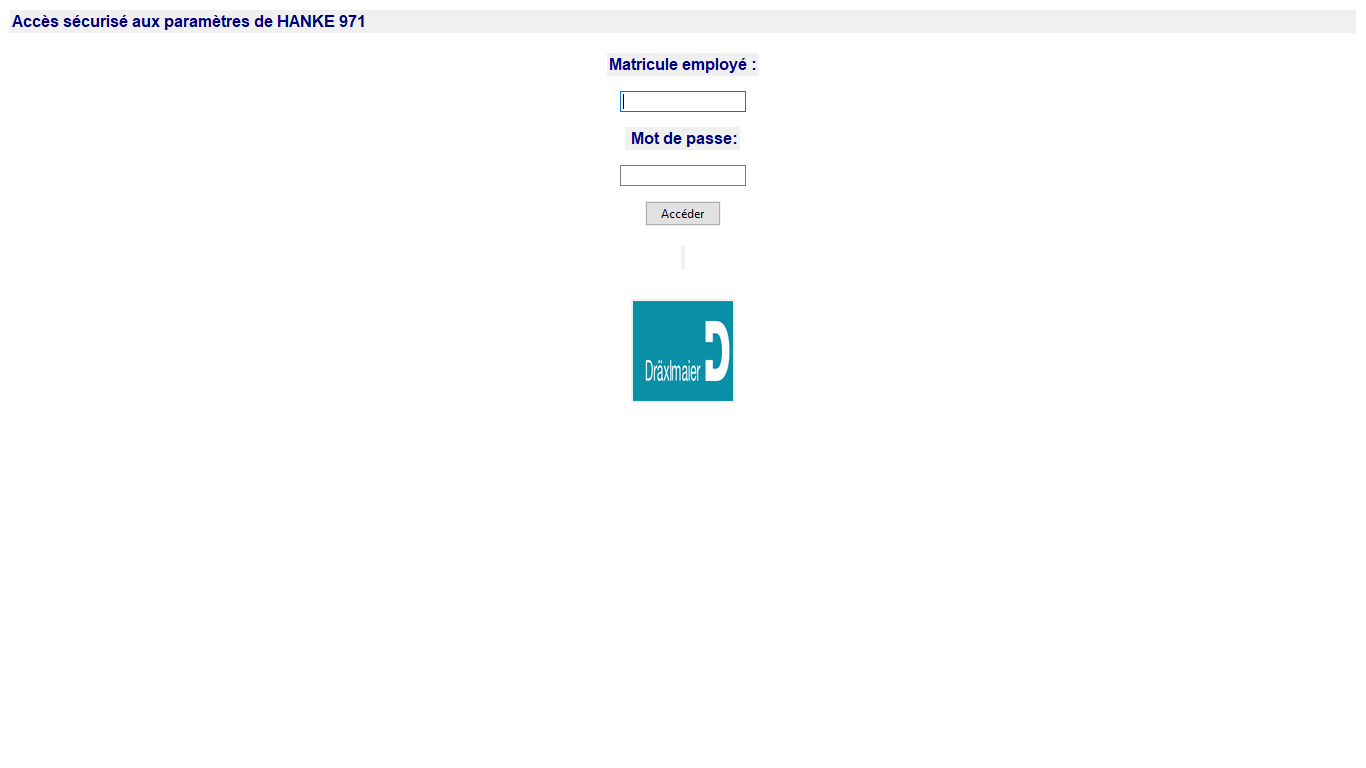 Accès sécurisé aux paramètres de HANKE 971
Matricule employé :
Mot de passe:
Accéder
Dräxlmaier